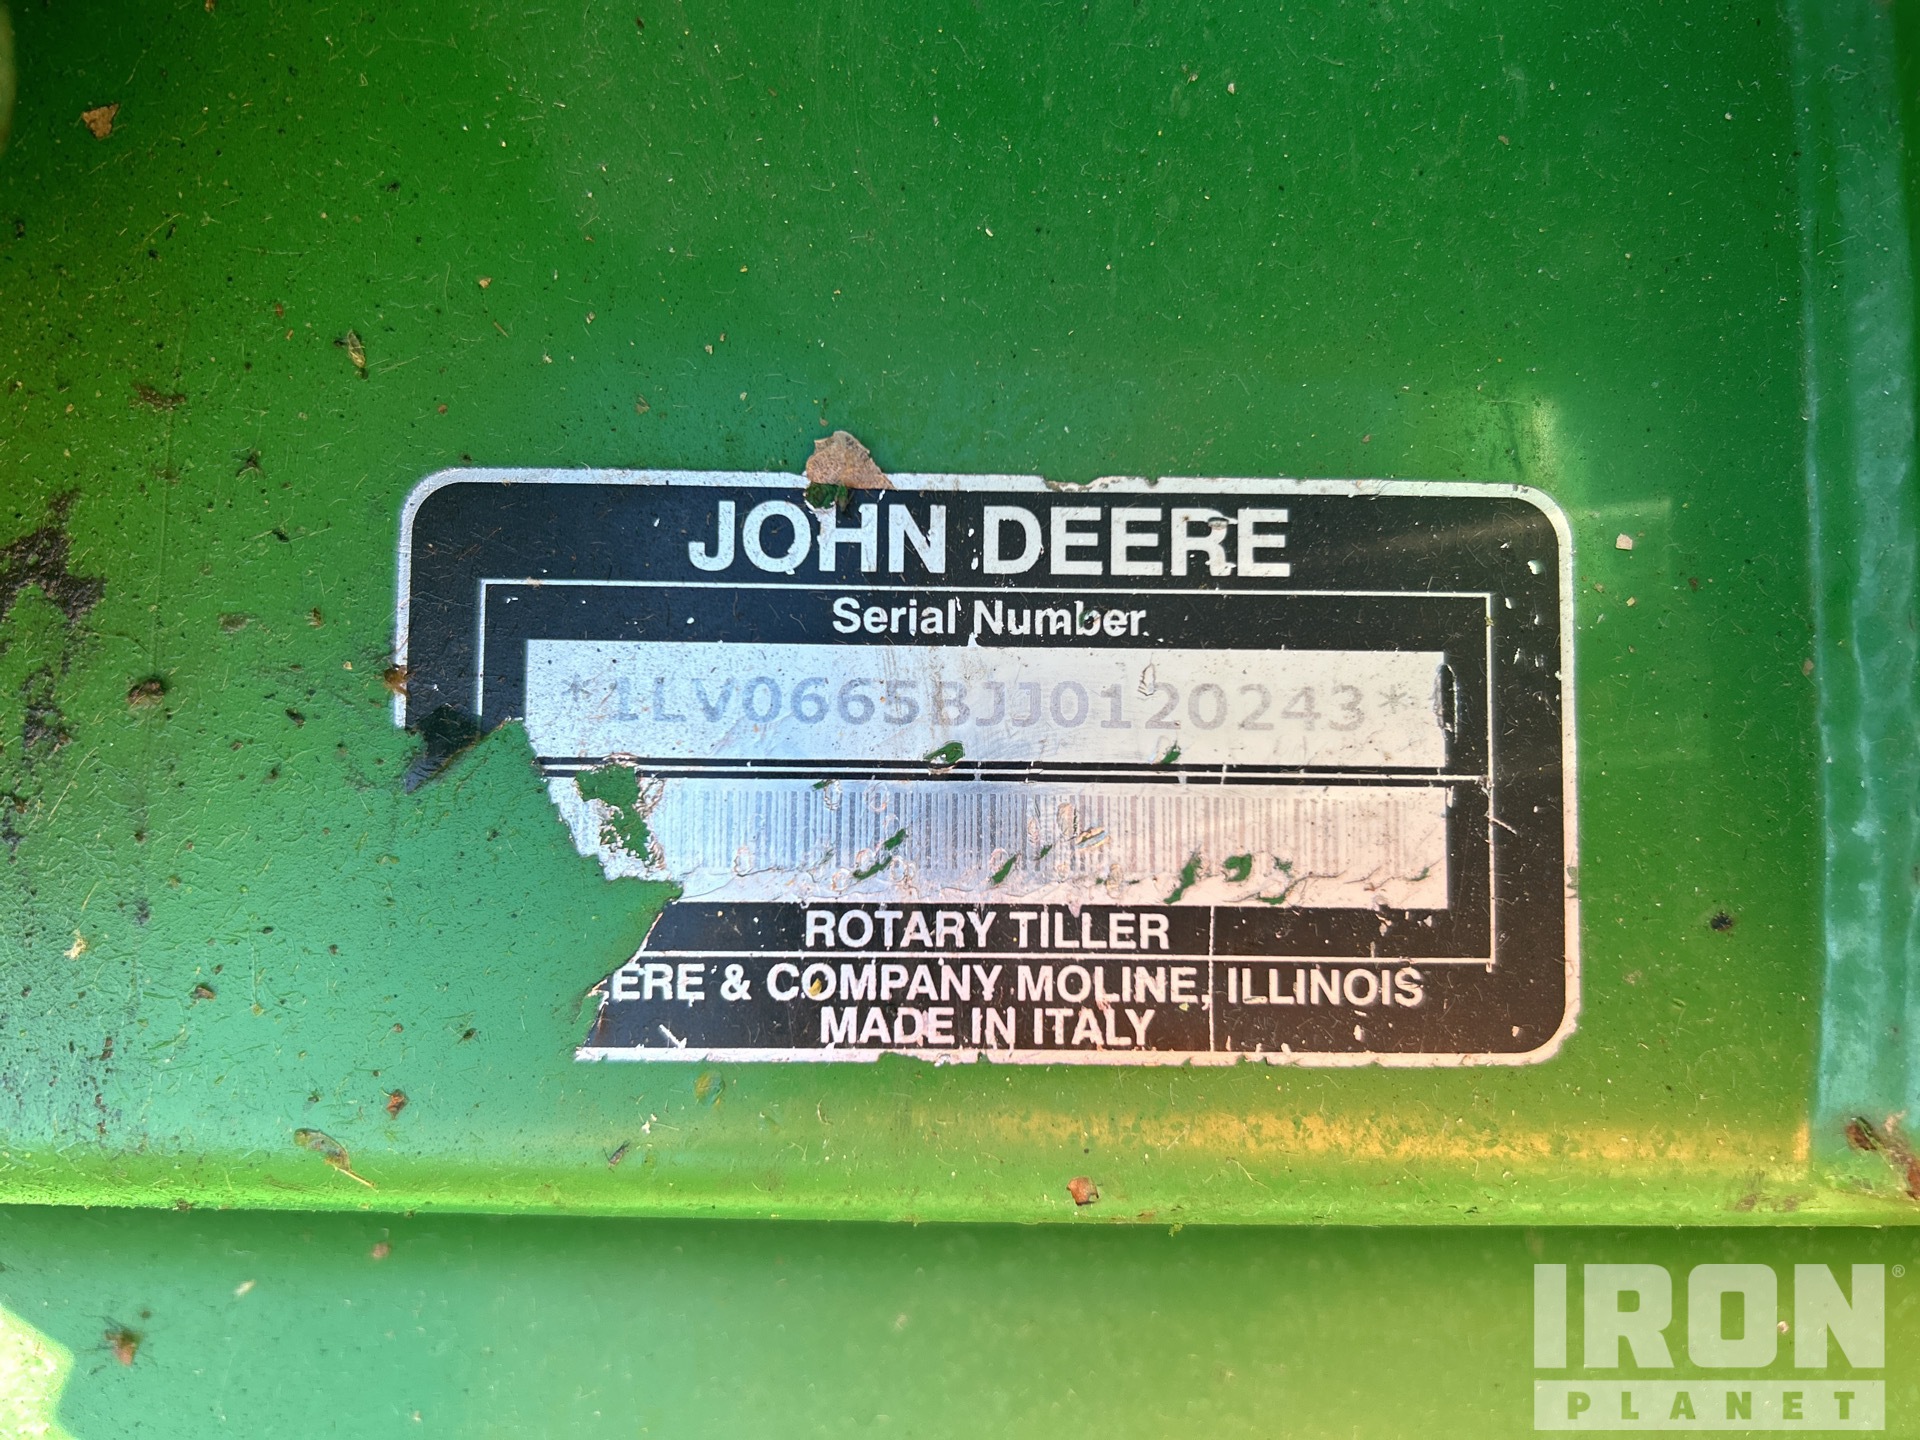 JOHN DEERE
Serial Number
*1LV0665BJJ0120243*
ROTARY TILLER
ERE & COMPANY MOLINE, ILLINOIS
MADE IN ITALY
IRON®
PLANET